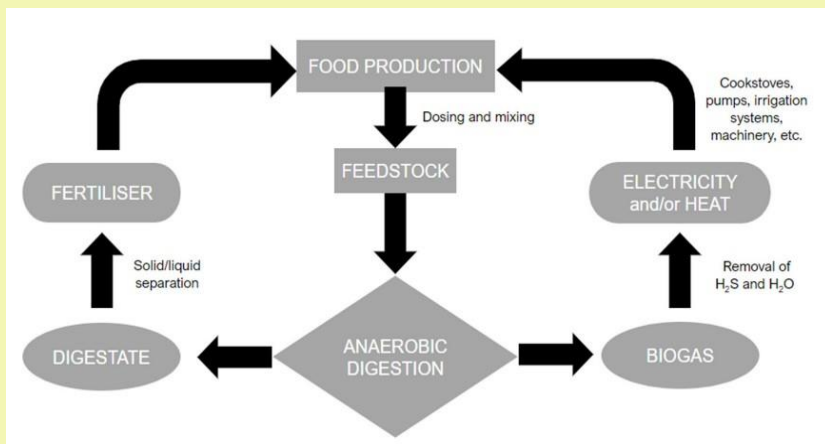 FOOD PRODUCTION
Cookstoves,
pumps, irrigation
systems,
machinery, etc.
Dosing and mixing
FEEDSTOCK
FERTILISER
ELECTRICITY
and/or HEAT
Solid/liquid
separation
Removal of
H₂S and H₂O
DIGESTATE
ANAEROBIC
DIGESTION
BIOGAS